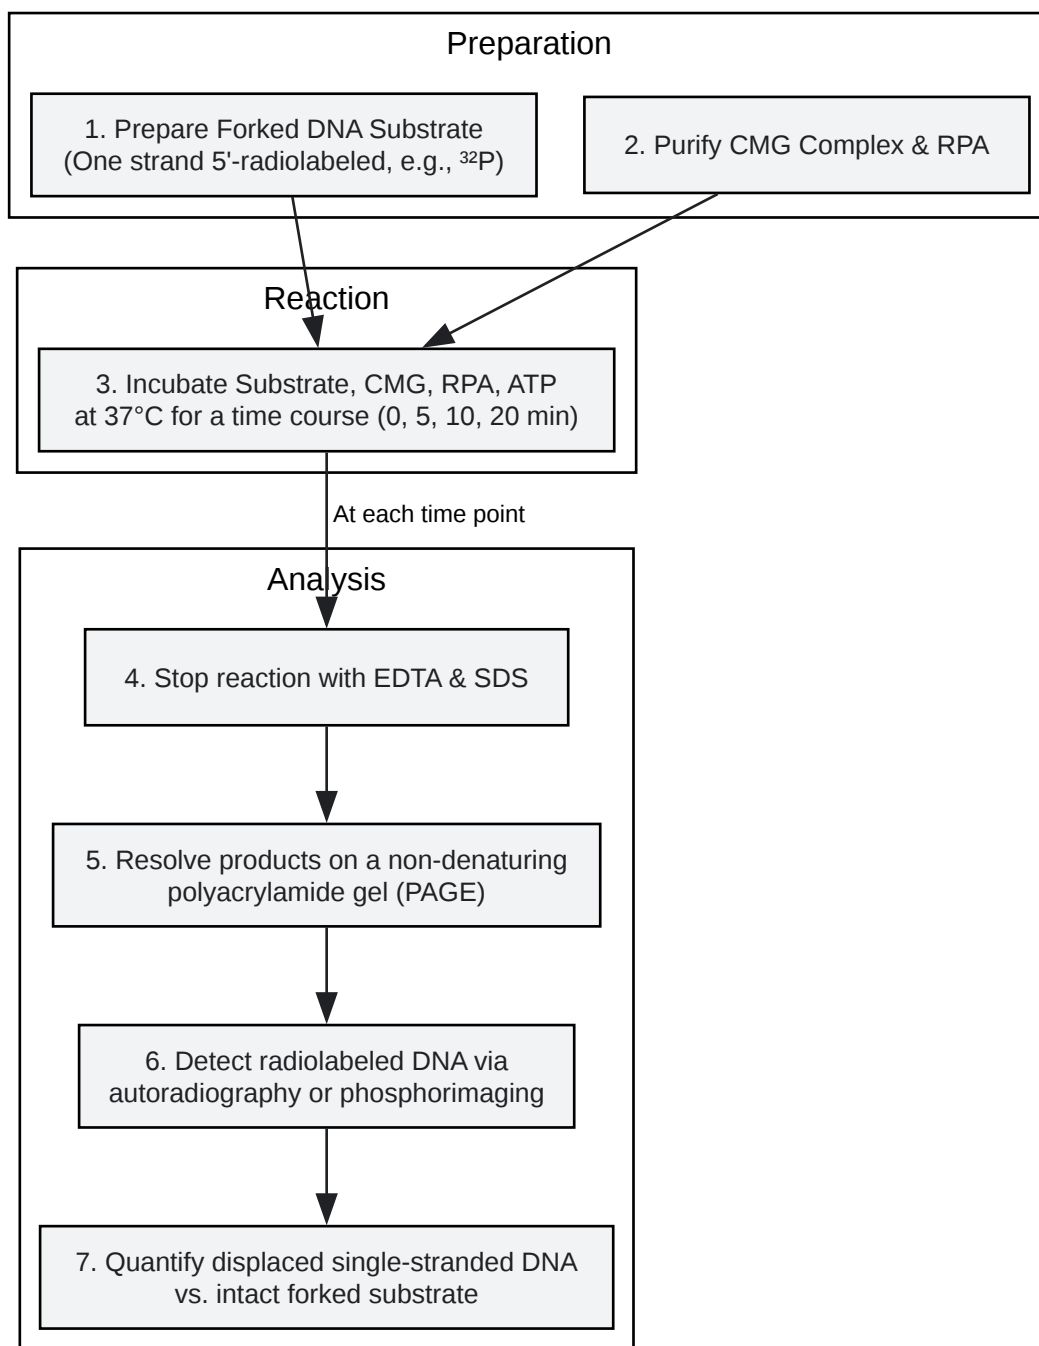 Preparation
1. Prepare Forked DNA Substrate
(One strand 5'-radiolabeled, e.g., ³²P)
2. Purify CMG Complex & RPA
Reaction
3. Incubate Substrate, CMG, RPA, ATP
at 37°C for a time course (0, 5, 10, 20 min)
At each time point
Analysis
4. Stop reaction with EDTA & SDS
5. Resolve products on a non-denaturing
polyacrylamide gel (PAGE)
6. Detect radiolabeled DNA via
autoradiography or phosphorimaging
7. Quantify displaced single-stranded DNA
vs. intact forked substrate